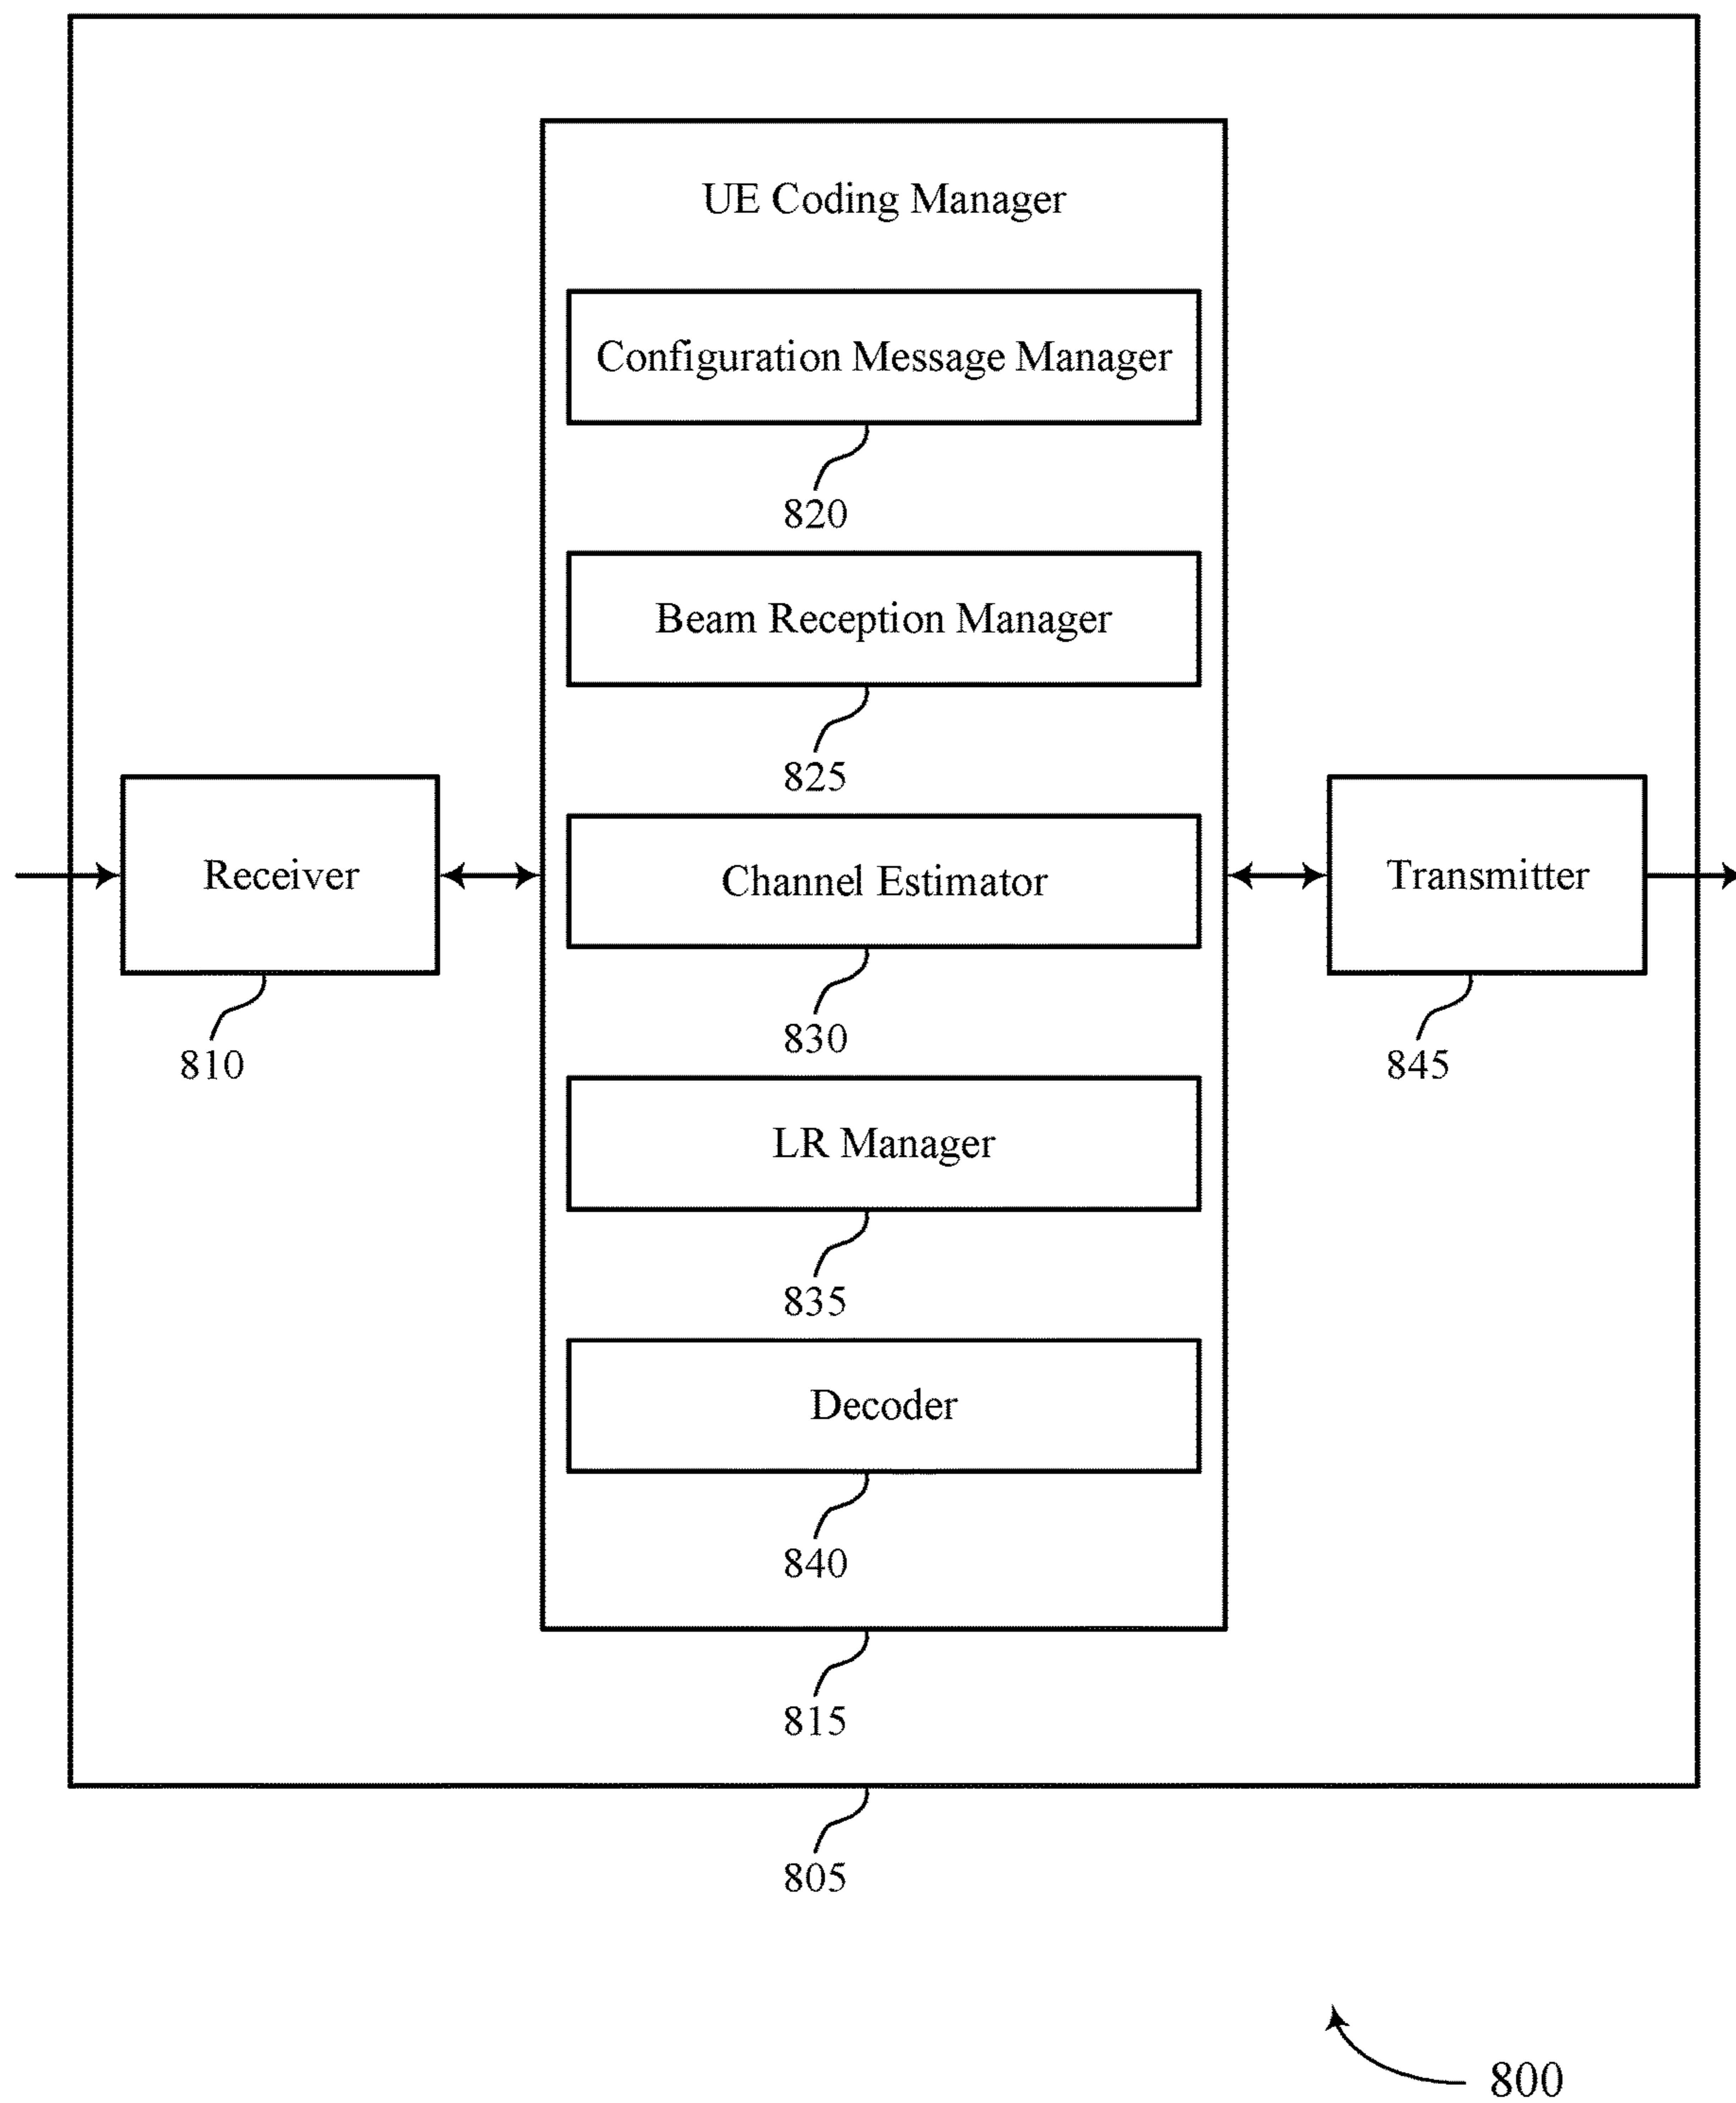 UE Coding Manager
Configuration Message Manager
820
Beam Reception Manager
825
Receiver
810
Channel Estimator
830
Transmitter
845
LR Manager
835
Decoder
840
815
805
800